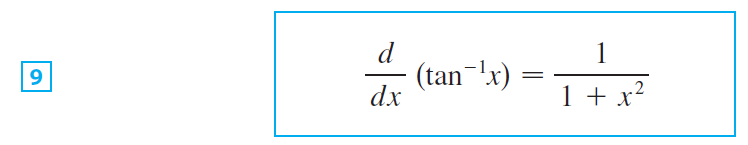 9
d/dx (tan⁻¹x) = 1/(1 + x²)